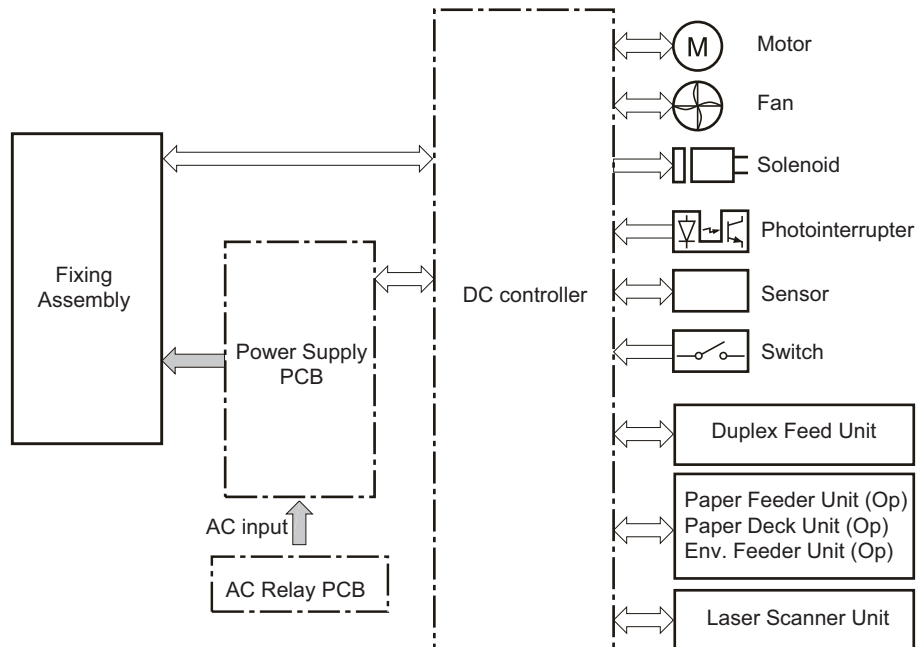 M
Motor
Fan
Solenoid
Photointerrupter
Sensor
Switch
Fixing
Assembly
Power Supply
PCB
DC controller
AC input
AC Relay PCB
Duplex Feed Unit
Paper Feeder Unit (Op)
Paper Deck Unit (Op)
Env. Feeder Unit (Op)
Laser Scanner Unit